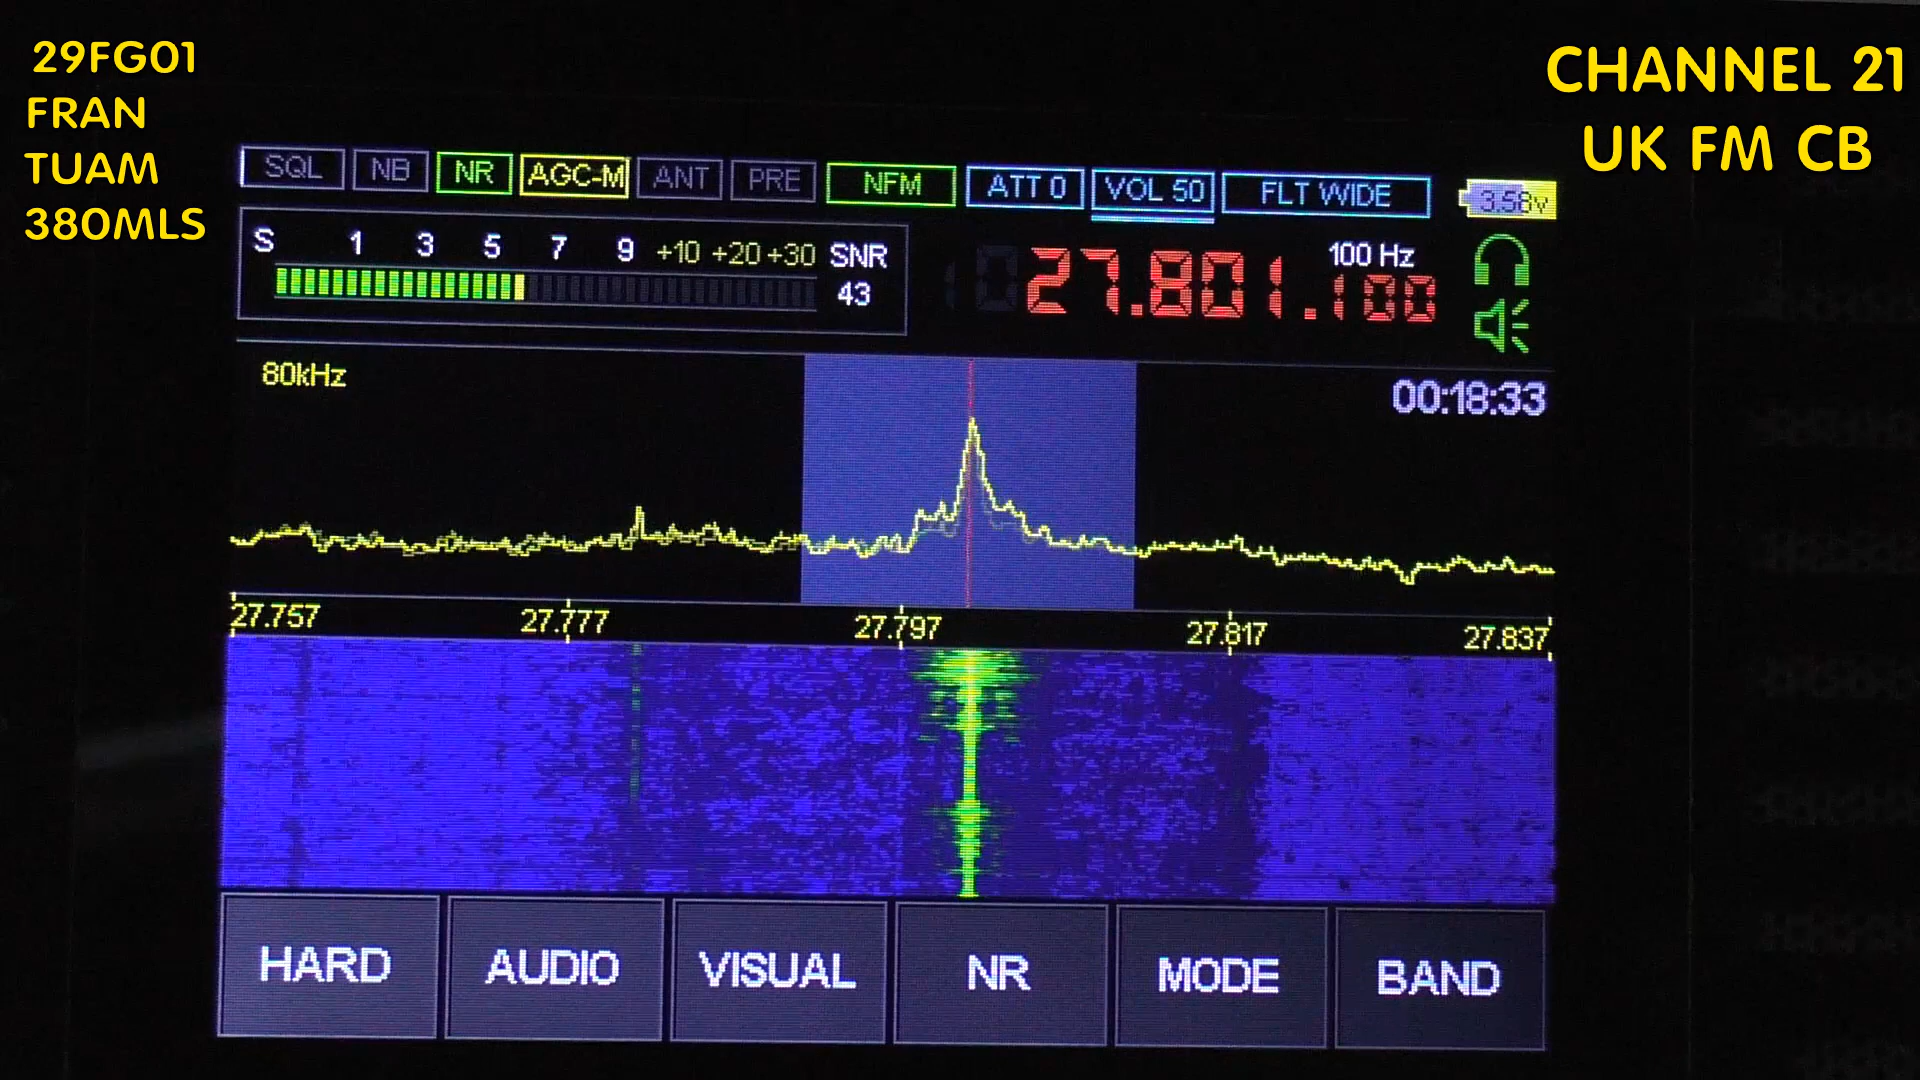 29FG01
FRAN
TUAM
380MLS
CHANNEL 21
UK FM CB
SQL NB NR AGC-M ANT PRE NFM ATT 0 VOL 50 FLT WIDE 3.58v
S 1 3 5 7 9 +10 +20 +30 SNR
43
100 Hz
27.801.100
80kHz
00:18:33
27.757 27.777 27.797 27.817 27.837
HARD AUDIO VISUAL NR MODE BAND